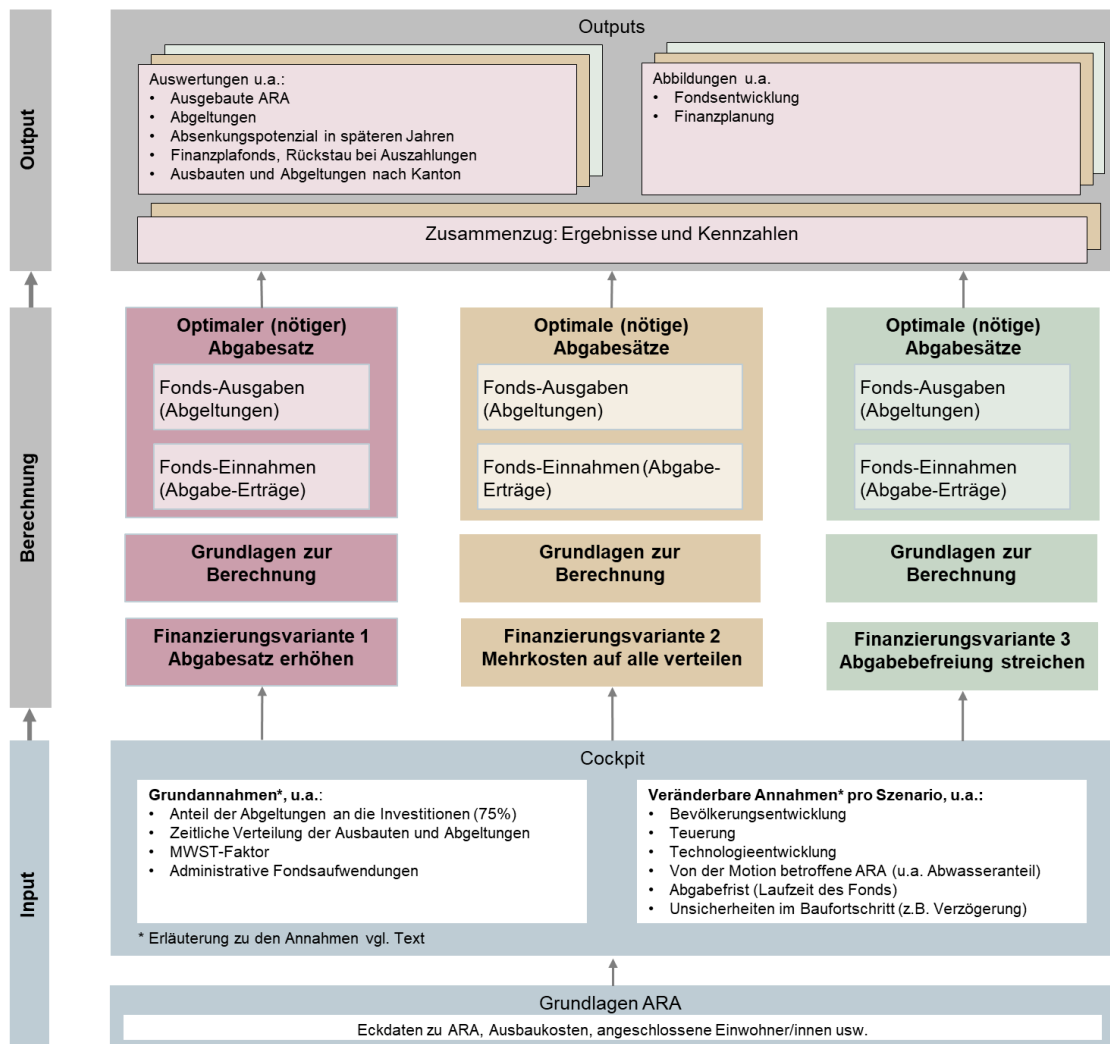 Output
Outputs
Auswertungen u.a.:
• Ausgebaute ARA
• Abgeltungen
• Absenkungspotenzial in späteren Jahren
• Finanzplafonds, Rückstau bei Auszahlungen
• Ausbauten und Abgeltungen nach Kanton
Abbildungen u.a.
• Fondsentwicklung
• Finanzplanung
Zusammenzug: Ergebnisse und Kennzahlen
Berechnung
Optimaler (nötiger)
Abgabesatz
Fonds-Ausgaben
(Abgeltungen)
Fonds-Einnahmen
(Abgabe-Erträge)
Grundlagen zur
Berechnung
Finanzierungsvariante 1
Abgabesatz erhöhen
Optimale (nötige)
Abgabesätze
Fonds-Ausgaben
(Abgeltungen)
Fonds-Einnahmen (Abgabe-
Erträge)
Grundlagen zur
Berechnung
Finanzierungsvariante 2
Mehrkosten auf alle verteilen
Optimale (nötige)
Abgabesätze
Fonds-Ausgaben
(Abgeltungen)
Fonds-Einnahmen
(Abgabe-Erträge)
Grundlagen zur
Berechnung
Finanzierungsvariante 3
Abgabebefreiung streichen
Input
Cockpit
Grundannahmen*, u.a.:
• Anteil der Abgeltungen an die Investitionen (75%)
• Zeitliche Verteilung der Ausbauten und Abgeltungen
• MWST-Faktor
• Administrative Fondsaufwendungen
Veränderbare Annahmen* pro Szenario, u.a.:
• Bevölkerungsentwicklung
• Teuerung
• Technologieentwicklung
• Von der Motion betroffene ARA (u.a. Abwasseranteil)
• Abgabefrist (Laufzeit des Fonds)
• Unsicherheiten im Baufortschritt (z.B. Verzögerung)
* Erläuterung zu den Annahmen vgl. Text
Grundlagen ARA
Eckdaten zu ARA, Ausbaukosten, angeschlossene Einwohner/innen usw.